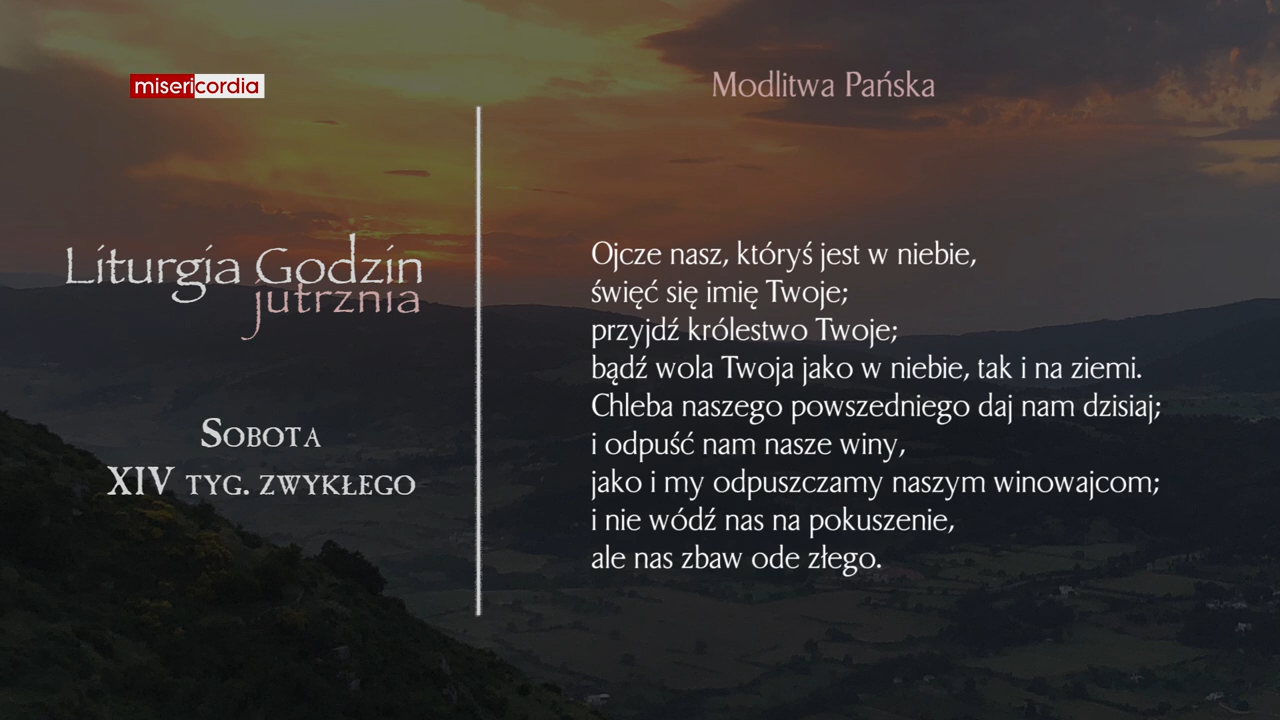 misericordia
Liturgia Godzin
jutrznia
Sobota
XIV tyg. zwykłego
Modlitwa Pańska
Ojcze nasz, któryś jest w niebie,
święć się imię Twoje;
przyjdź królestwo Twoje;
bądź wola Twoja jako w niebie, tak i na ziemi.
Chleba naszego powszedniego daj nam dzisiaj;
i odpuść nam nasze winy,
jako i my odpuszczamy naszym winowajcom;
i nie wódź nas na pokuszenie,
ale nas zbaw ode złego.